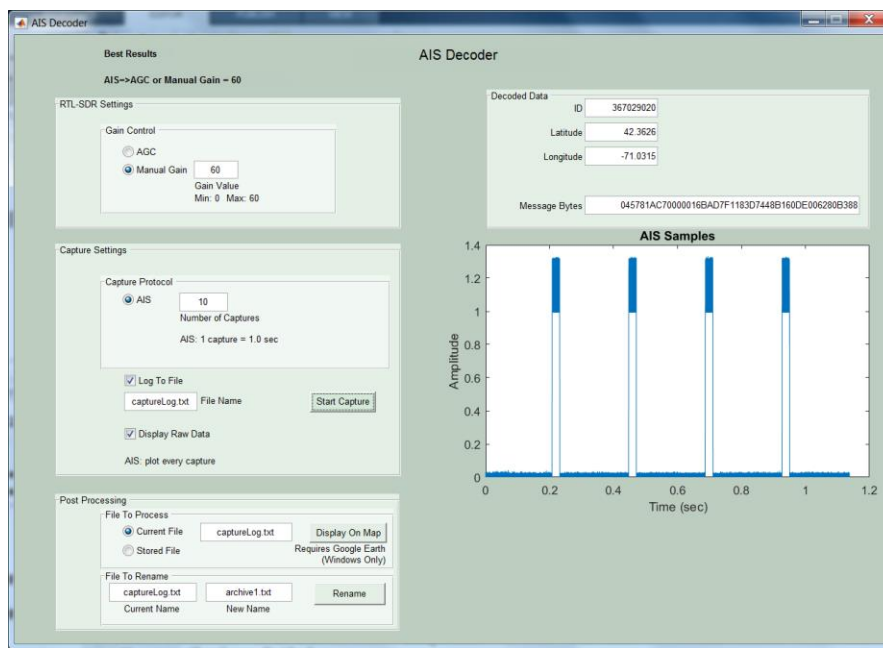 AIS Decoder
Best Results
AIS=>AGC or Manual Gain = 60
AIS Decoder
RTL-SDR Settings
Gain Control
AGC
Manual Gain 60
Gain Value
Min: 0 Max: 60
Capture Settings
Capture Protocol
AIS 10
Number of Captures
AIS: 1 capture = 1.0 sec
Log To File
captureLog.txt File Name Start Capture
Display Raw Data
AIS: plot every capture
Post Processing
File To Process
Current File captureLog.txt Display On Map
Stored File Requires Google Earth
(Windows Only)
File To Rename
captureLog.txt archive1.txt Rename
Current Name New Name
Decoded Data
ID 367029020
Latitude 42.3626
Longitude -71.0315
Message Bytes 045781AC70000016BAD7F1183D7448B160DE006280B388
AIS Samples
1.4
1.2
1
0.8
0.6
0.4
0.2
0
Amplitude
0 0.2 0.4 0.6 0.8 1 1.2
Time (sec)